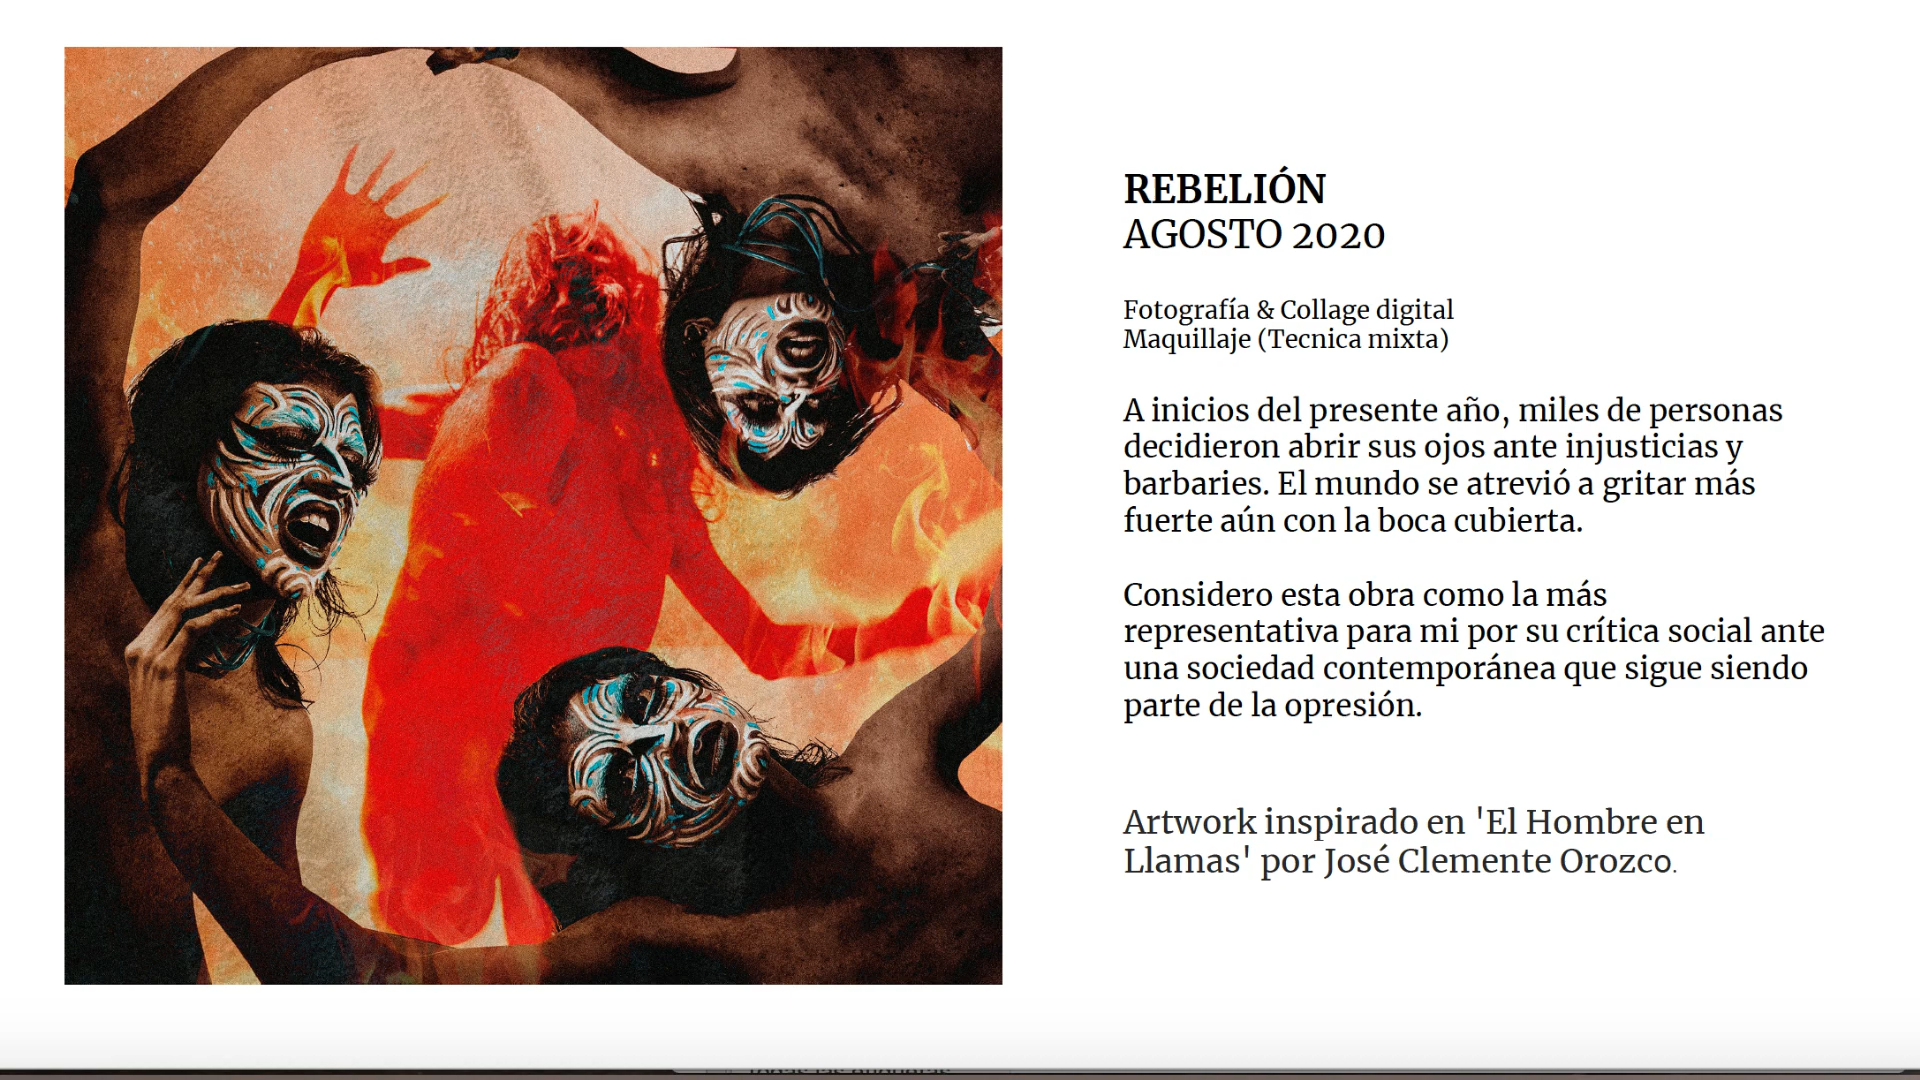 REBELIÓN
AGOSTO 2020
Fotografía & Collage digital
Maquillaje (Tecnica mixta)
A inicios del presente año, miles de personas
decidieron abrir sus ojos ante injusticias y
barbaries. El mundo se atrevió a gritar más
fuerte aún con la boca cubierta.
Considero esta obra como la más
representativa para mi por su crítica social ante
una sociedad contemporánea que sigue siendo
parte de la opresión.
Artwork inspirado en 'El Hombre en
Llamas' por José Clemente Orozco.